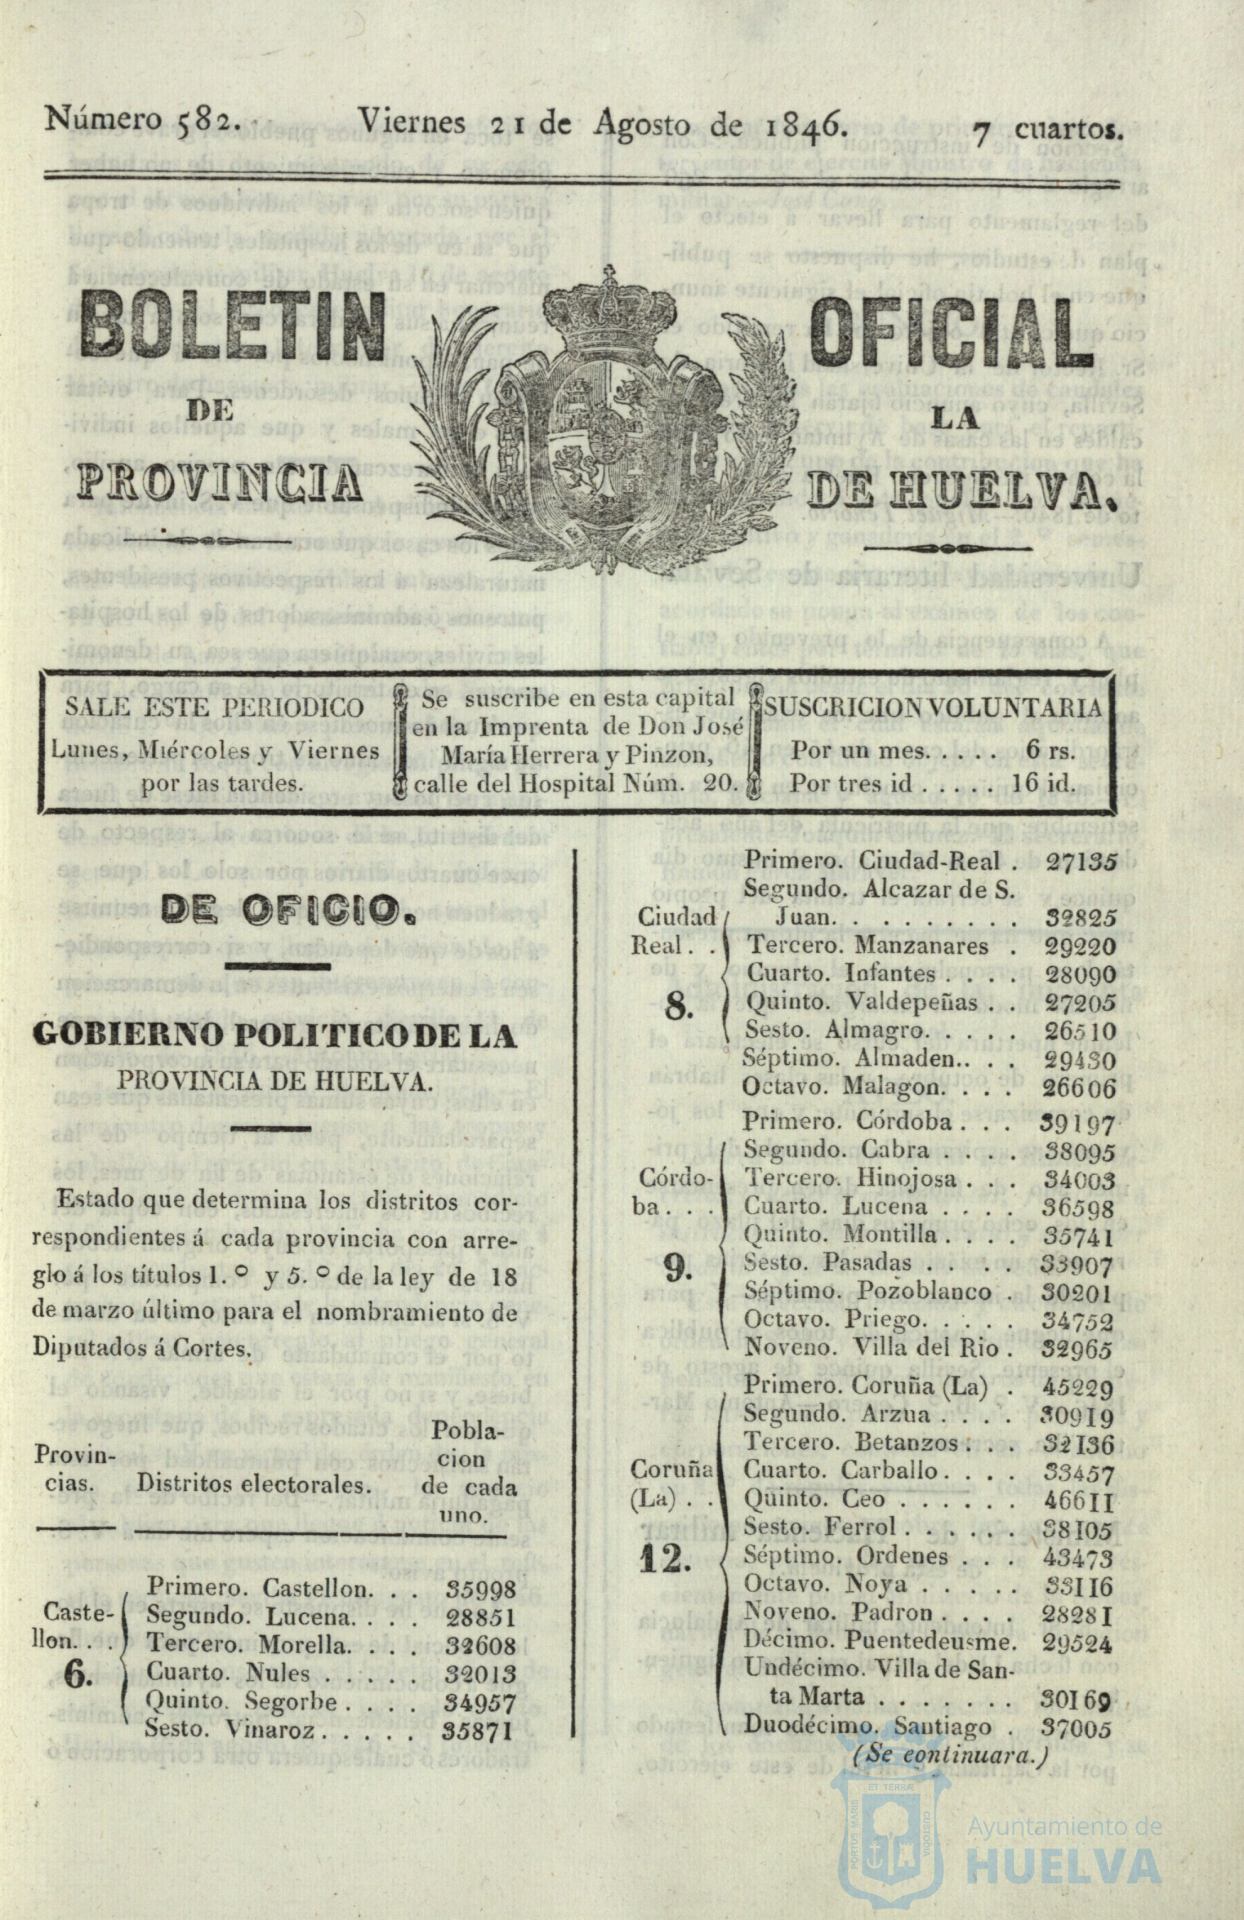 Número 582. Viernes 21 de Agosto de 1846. 7 cuartos.
BOLETIN OFICIAL
DE LA
PROVINCIA DE HUELVA.
SALE ESTE PERIODICO
Lunes, Miércoles y Viernes
por las tardes.
Se suscribe en esta capital
en la Imprenta de Don José
María Herrera y Pinzon,
calle del Hospital Núm. 20.
SUSCRICION VOLUNTARIA
Por un mes. . . . . 6 rs.
Por tres id . . . . . 16 id.
DE OFICIO.
GOBIERNO POLITICO DE LA
PROVINCIA DE HUELVA.
Estado que determina los distritos cor-
respondientes á cada provincia con arre-
glo á los títulos 1.º y 5.º de la ley de 18
de marzo último para el nombramiento de
Diputados á Cortes.
Provin-
cias.
Distritos electorales.
Pobla-
cion
de cada
uno.
Caste-
llon. . .
6.
Primero. Castellon. . . 35998
Segundo. Lucena. . . . 28851
Tercero. Morella. . . . 32608
Cuarto. Nules . . . . . 32013
Quinto. Segorbe . . . . 34957
Sesto. Vinaroz . . . . . 35871
Ciudad
Real. . .
8.
Primero. Ciudad-Real . 27135
Segundo. Alcazar de S.
Juan. . . . . . . . . . 32825
Tercero. Manzanares . 29220
Cuarto. Infantes . . . . 28090
Quinto. Valdepeñas . . 27205
Sesto. Almagro. . . . . 26510
Séptimo. Almaden.. . . 29430
Octavo. Malagon. . . . 26606
Córdo-
ba . . .
9.
Primero. Córdoba . . . 39197
Segundo. Cabra . . . . 38095
Tercero. Hinojosa . . . 34003
Cuarto. Lucena . . . . 36598
Quinto. Montilla . . . . 35741
Sesto. Pasadas . . . . 33907
Séptimo. Pozoblanco . 30201
Octavo. Priego. . . . . 34752
Noveno. Villa del Rio . 32965
Coruña
(La) . .
12.
Primero. Coruña (La) . 45229
Segundo. Arzua . . . . 30919
Tercero. Betanzos . . . 32136
Cuarto. Carballo. . . . 33457
Quinto. Ceo . . . . . . 46611
Sesto. Ferrol . . . . . . 38105
Séptimo. Ordenes . . . 43473
Octavo. Noya . . . . . 33116
Noveno. Padron . . . . 28281
Décimo. Puentedeusme. 29524
Undécimo. Villa de San-
ta Marta . . . . . . . 30169
Duodécimo. Santiago . 37005
(Se continuara.)
PORTUS MARIS
ET TERRÆ
CUSTODIA
Ayuntamiento de
HUELVA